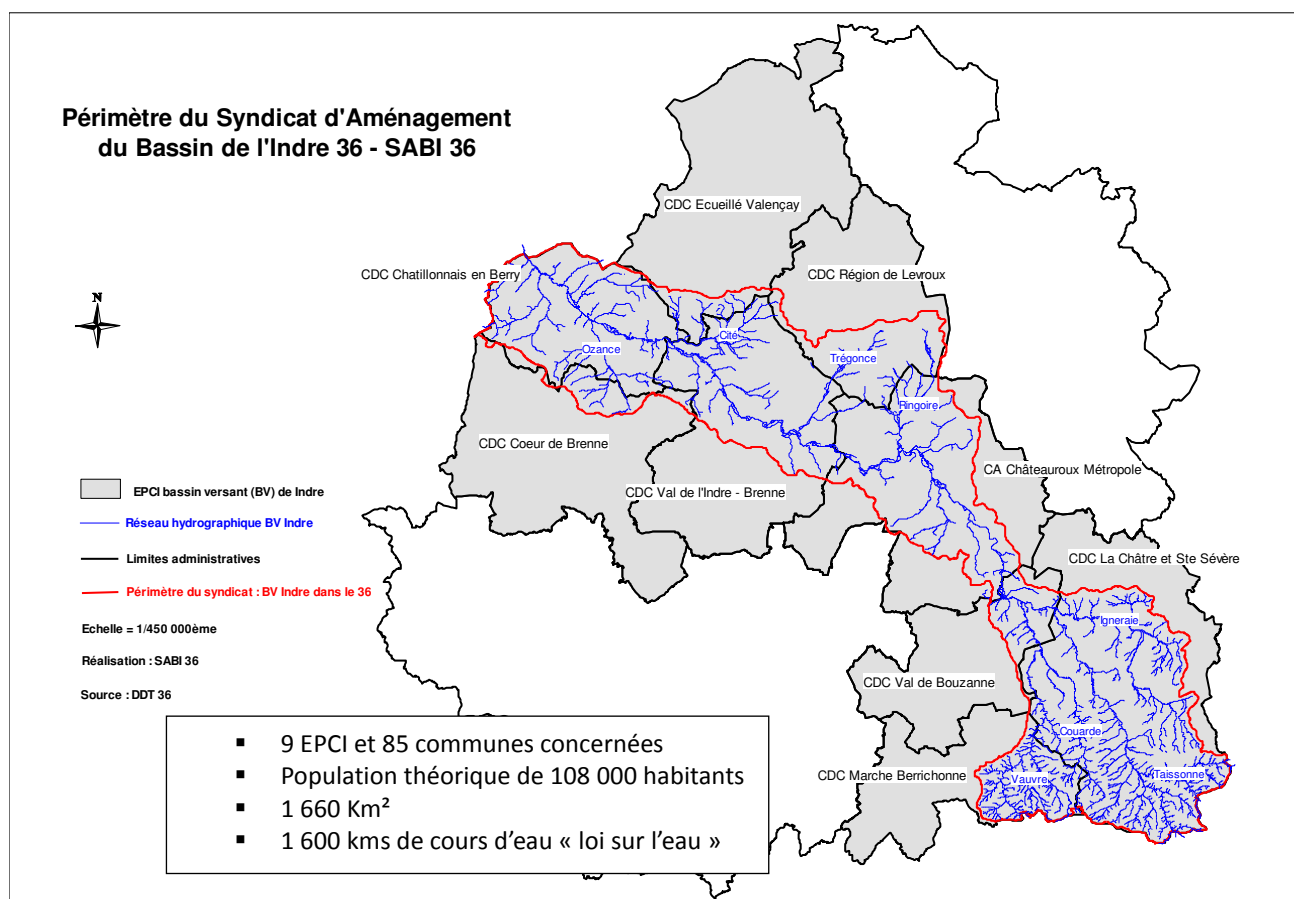 Périmètre du Syndicat d'Aménagement
du Bassin de l'Indre 36 - SABI 36
CDC Ecueillé Valençay
CDC Chatillonnais en Berry
CDC Région de Levroux
N
Cité
Ozance
Trégonce
Ringoire
CDC Coeur de Brenne
CA Châteauroux Métropole
CDC Val de l'Indre - Brenne
EPCI bassin versant (BV) de Indre
Réseau hydrographique BV Indre
Limites administratives
CDC La Châtre et Ste Sévère
Périmètre du syndicat : BV Indre dans le 36
Igneraie
Echelle = 1/450 000ème
Réalisation : SABI 36
CDC Val de Bouzanne
Source : DDT 36
Couarde
CDC Marche Berrichonne
Vauvre
Taissonne
▪ 9 EPCI et 85 communes concernées
▪ Population théorique de 108 000 habitants
▪ 1 660 Km²
▪ 1 600 kms de cours d'eau « loi sur l'eau »